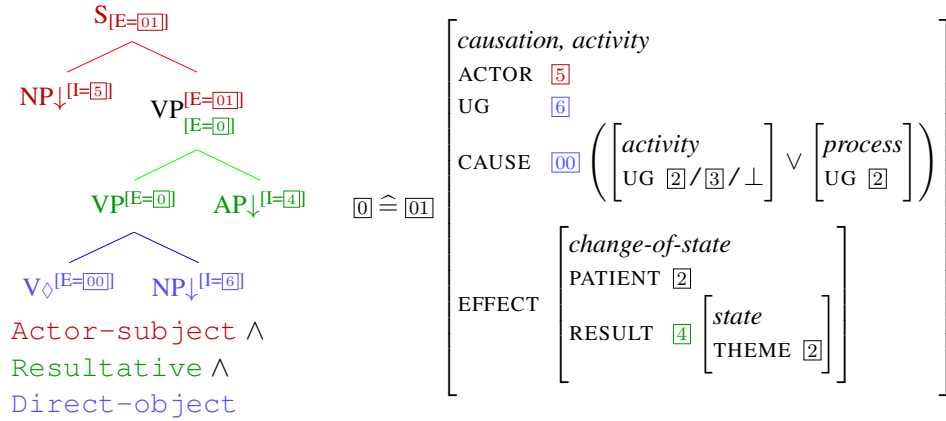 S[E=01]
NP↓[I=5] VP[E=01][E=0]
VP[E=0] AP↓[I=4]
V◊[E=00] NP↓[I=6]
Actor-subject ∧
Resultative ∧
Direct-object
0 ≙ 01
causation, activity
ACTOR 5
UG 6
CAUSE 00 ([activity UG 2/3/⊥] ∨ [process UG 2])
EFFECT
change-of-state
PATIENT 2
RESULT 4 [state THEME 2]